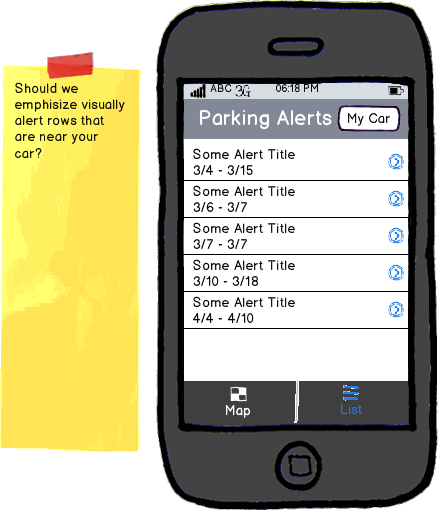 Should we
emphisize visually
alert rows that
are near your
car?
ABC 3G 06:18 PM
Parking Alerts My Car
Some Alert Title
3/4 - 3/15
Some Alert Title
3/6 - 3/7
Some Alert Title
3/7 - 3/7
Some Alert Title
3/10 - 3/18
Some Alert Title
4/4 - 4/10
Map List